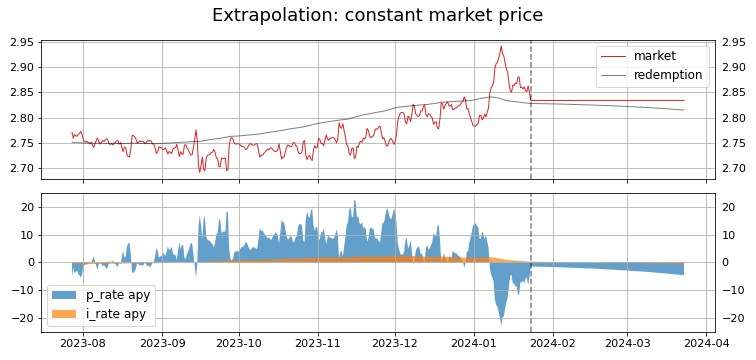 Extrapolation: constant market price
2.95 2.95
2.90 2.90
2.85 2.85
2.80 2.80
2.75 2.75
2.70 2.70
market
redemption
20 20
10 10
0 0
−10 −10
−20 −20
p_rate apy
i_rate apy
2023-08 2023-09 2023-10 2023-11 2023-12 2024-01 2024-02 2024-03 2024-04